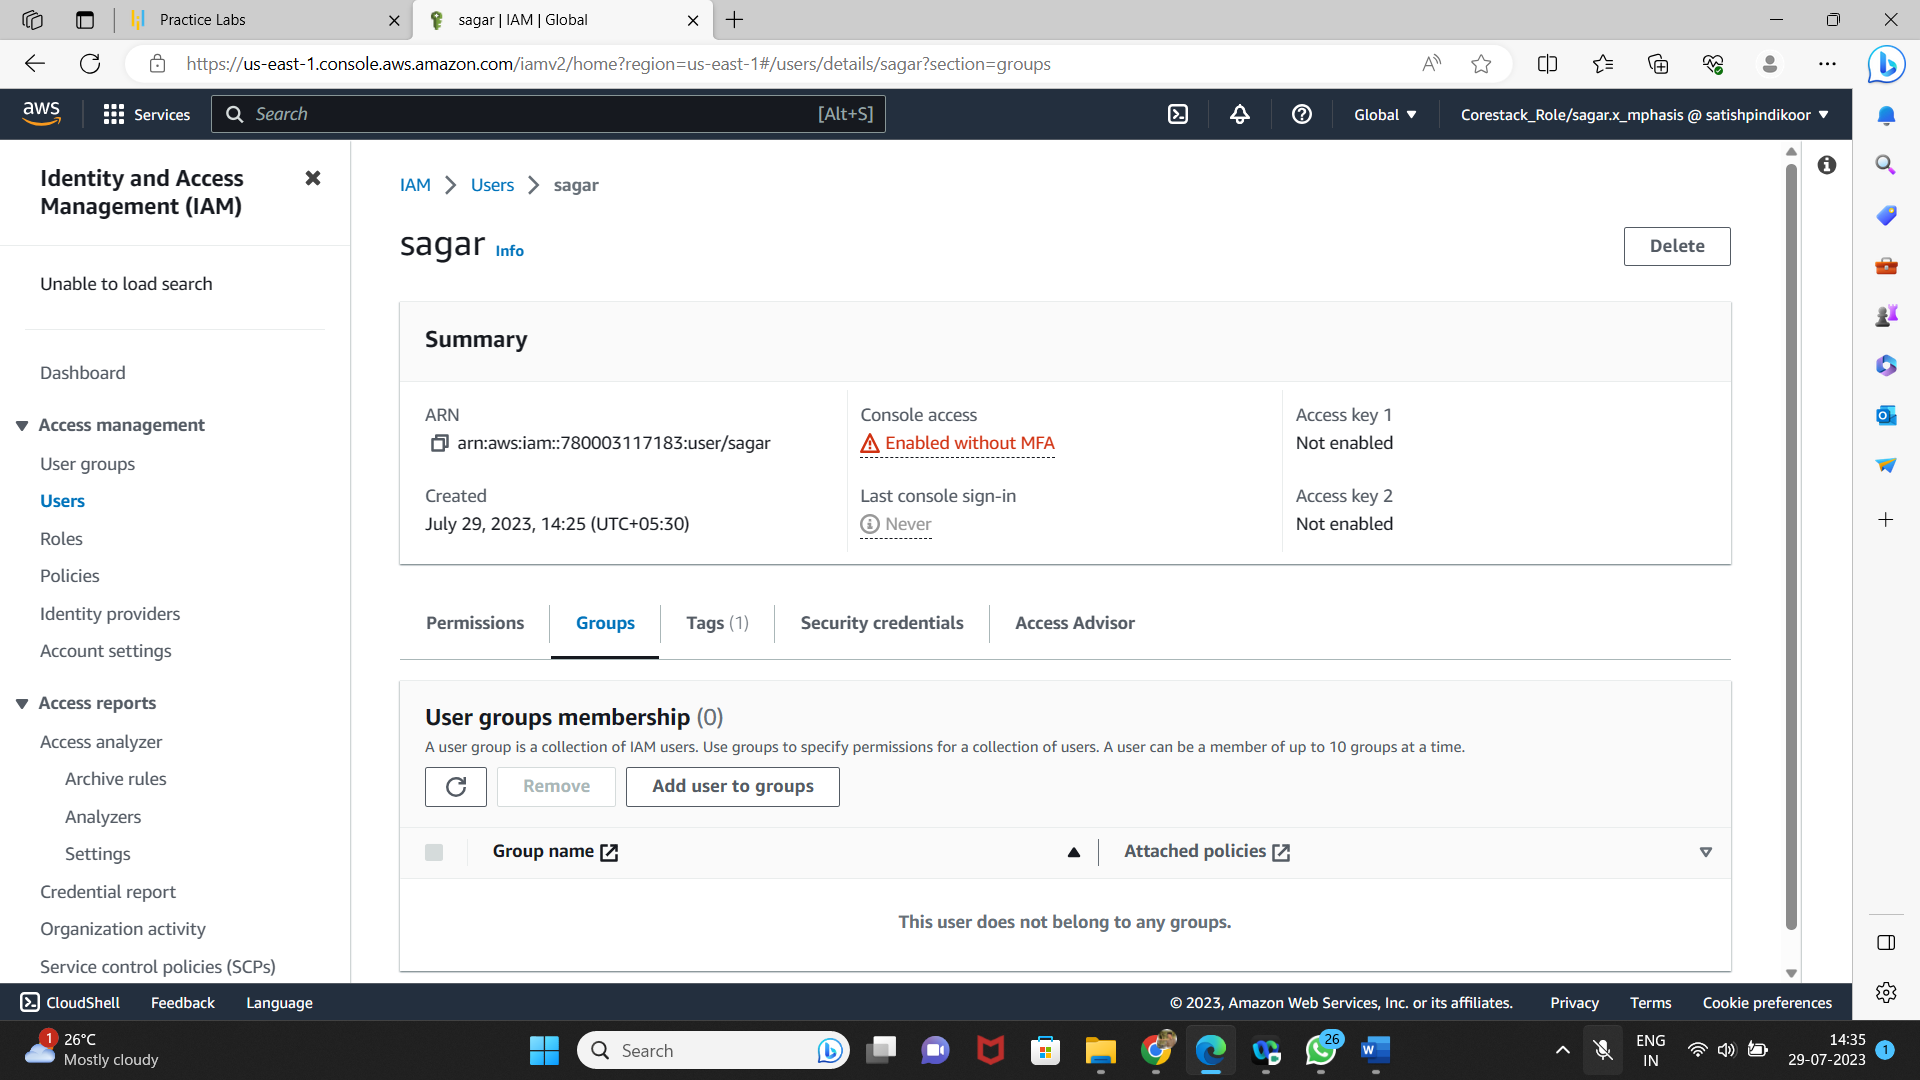 Practice Labs
sagar | IAM | Global
https://us-east-1.console.aws.amazon.com/iamv2/home?region=us-east-1#/users/details/sagar?section=groups
aws
Services
Search
[Alt+S]
Global
Corestack_Role/sagar.x_mphasis @ satishpindikoor
Identity and Access
Management (IAM)
Unable to load search
Dashboard
Access management
User groups
Users
Roles
Policies
Identity providers
Account settings
Access reports
Access analyzer
Archive rules
Analyzers
Settings
Credential report
Organization activity
Service control policies (SCPs)
IAM
Users
sagar
sagar Info
Delete
Summary
ARN
arn:aws:iam::780003117183:user/sagar
Created
July 29, 2023, 14:25 (UTC+05:30)
Console access
Enabled without MFA
Last console sign-in
Never
Access key 1
Not enabled
Access key 2
Not enabled
Permissions
Groups
Tags (1)
Security credentials
Access Advisor
User groups membership (0)
A user group is a collection of IAM users. Use groups to specify permissions for a collection of users. A user can be a member of up to 10 groups at a time.
Remove
Add user to groups
Group name
Attached policies
This user does not belong to any groups.
CloudShell
Feedback
Language
© 2023, Amazon Web Services, Inc. or its affiliates.
Privacy
Terms
Cookie preferences
1
26°C
Mostly cloudy
Search
26
ENG
IN
14:35
29-07-2023
1